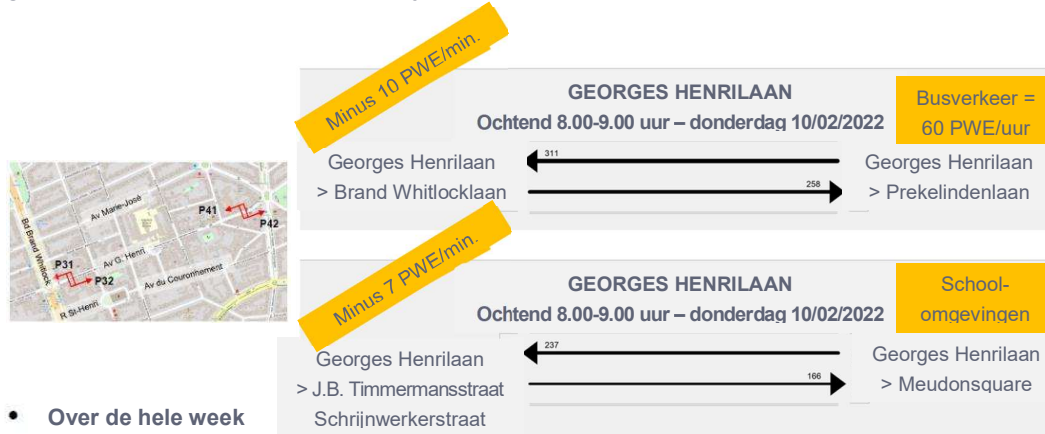 Minus 10 PWE/min.
GEORGES HENRILAAN
Ochtend 8.00-9.00 uur – donderdag 10/02/2022
Busverkeer =
60 PWE/uur
Georges Henrilaan
> Brand Whitlocklaan
311
258
Georges Henrilaan
> Prekelindenlaan
Av Marie-José
P41
P42
Bd Brand Whitlock
P31
Av G. Henri
P32
Av du Couronnement
R St-Henri
Minus 7 PWE/min.
GEORGES HENRILAAN
Ochtend 8.00-9.00 uur – donderdag 10/02/2022
School-
omgevingen
Georges Henrilaan
> J.B. Timmermansstraat
Schrijnwerkerstraat
237
166
Georges Henrilaan
> Meudonsquare
• Over de hele week